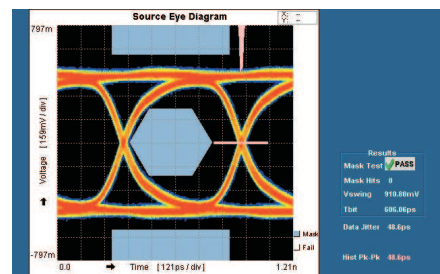 Source Eye Diagram
X:
Y:
797m
Voltage [159mV / div]
-797m
0.0
Time [121ps / div]
1.21n
Mask
Fail
Results
Mask Test PASS
Mask Hits 0
Vswing 910.80mV
Tbit 606.06ps
Data Jitter 48.6ps
Hist Pk-Pk 48.6ps